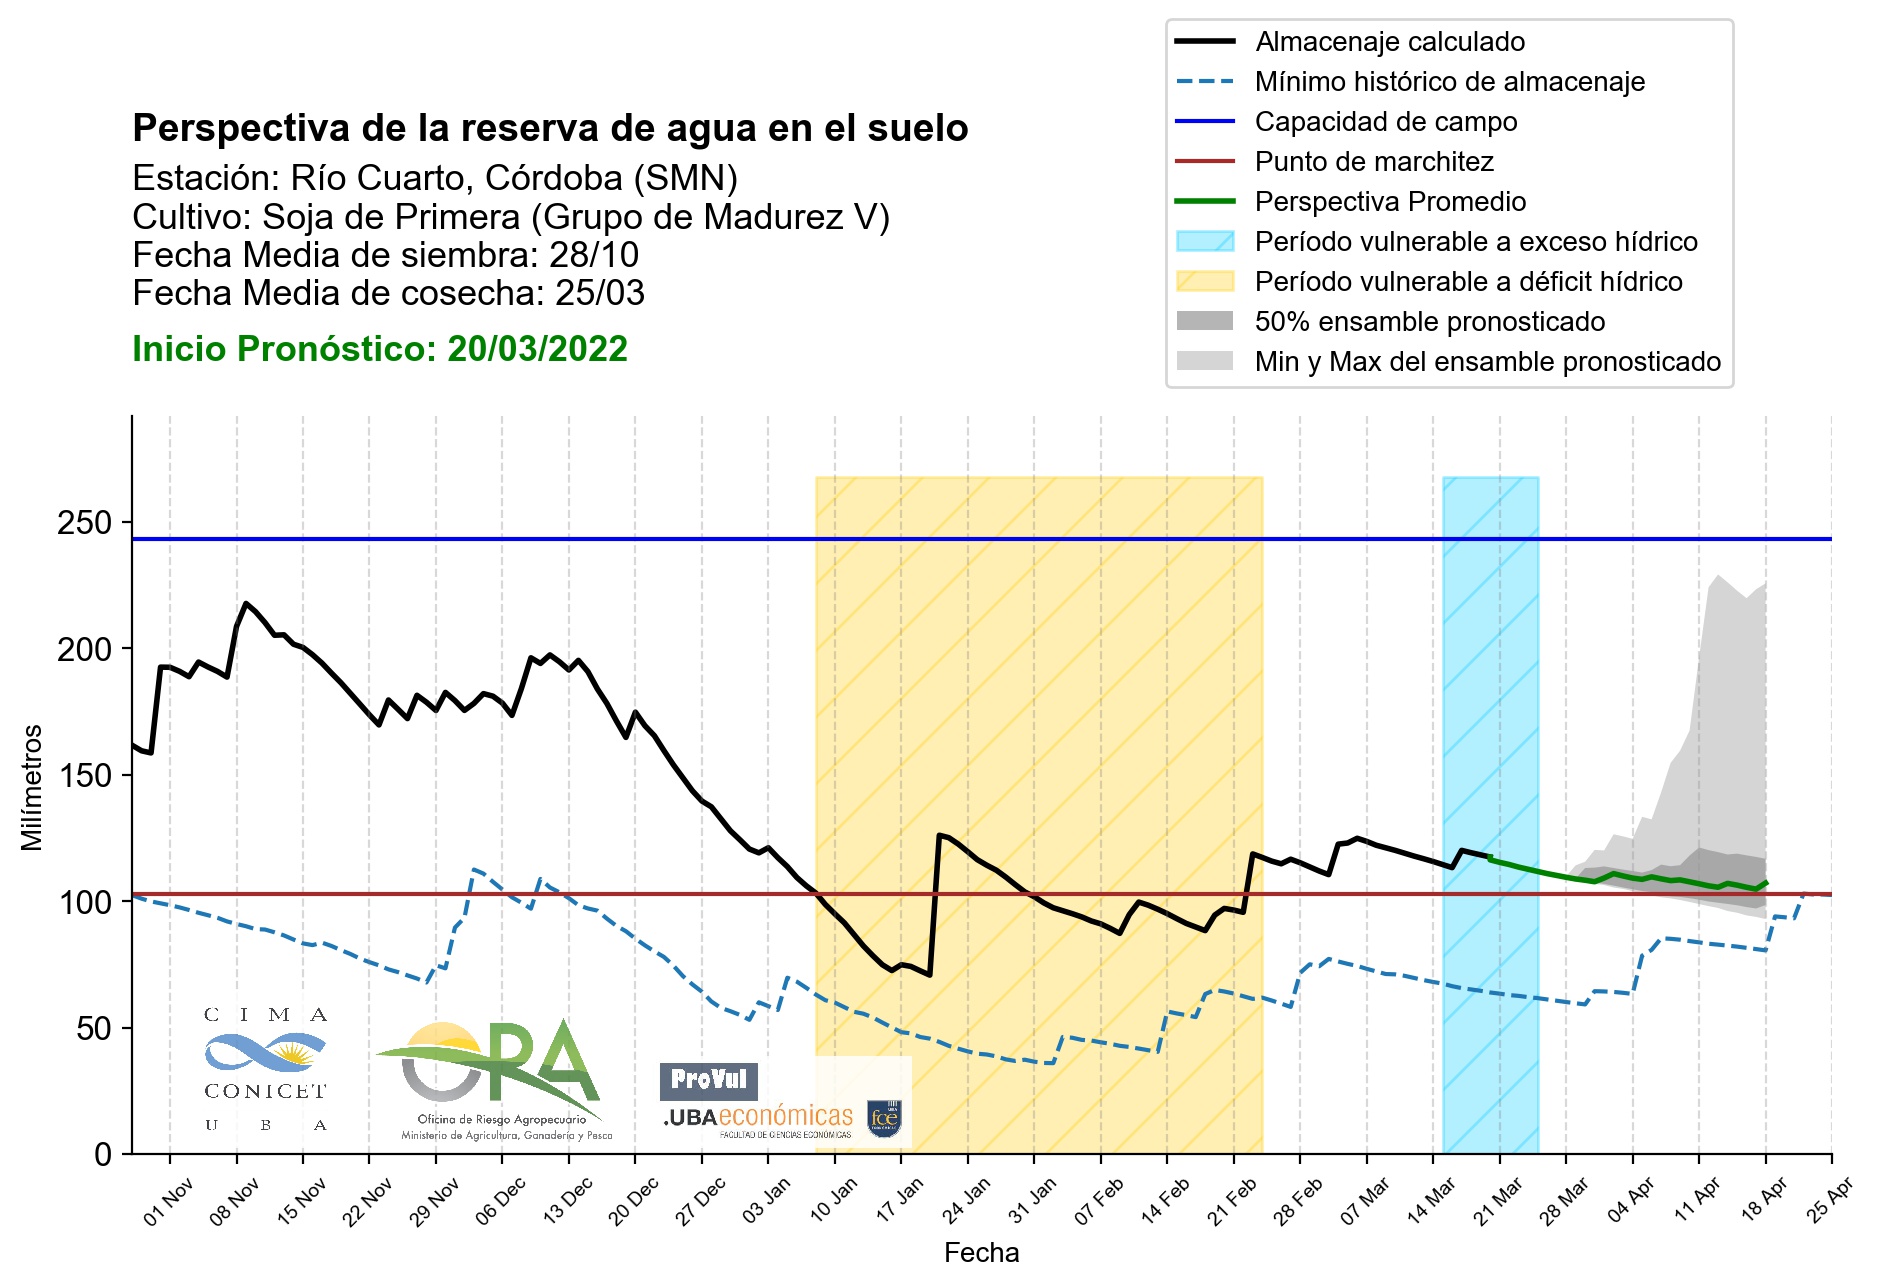 Almacenaje calculado
Mínimo histórico de almacenaje
Capacidad de campo
Punto de marchitez
Perspectiva Promedio
Período vulnerable a exceso hídrico
Período vulnerable a déficit hídrico
50% ensamble pronosticado
Min y Max del ensamble pronosticado
Perspectiva de la reserva de agua en el suelo
Estación: Río Cuarto, Córdoba (SMN)
Cultivo: Soja de Primera (Grupo de Madurez V)
Fecha Media de siembra: 28/10
Fecha Media de cosecha: 25/03
Inicio Pronóstico: 20/03/2022
Milímetros
250
200
150
100
50
0
CIMA
CONICET
UBA
ORA
Oficina de Riesgo Agropecuario
Ministerio de Agricultura, Ganadería y Pesca
ProVul
.UBAeconómicas
FACULTAD DE CIENCIAS ECONÓMICAS
UBA
fce
ECONÓMICAS
01 Nov
08 Nov
15 Nov
22 Nov
29 Nov
06 Dec
13 Dec
20 Dec
27 Dec
03 Jan
10 Jan
17 Jan
24 Jan
31 Jan
07 Feb
14 Feb
21 Feb
28 Feb
07 Mar
14 Mar
21 Mar
28 Mar
04 Apr
11 Apr
18 Apr
25 Apr
Fecha